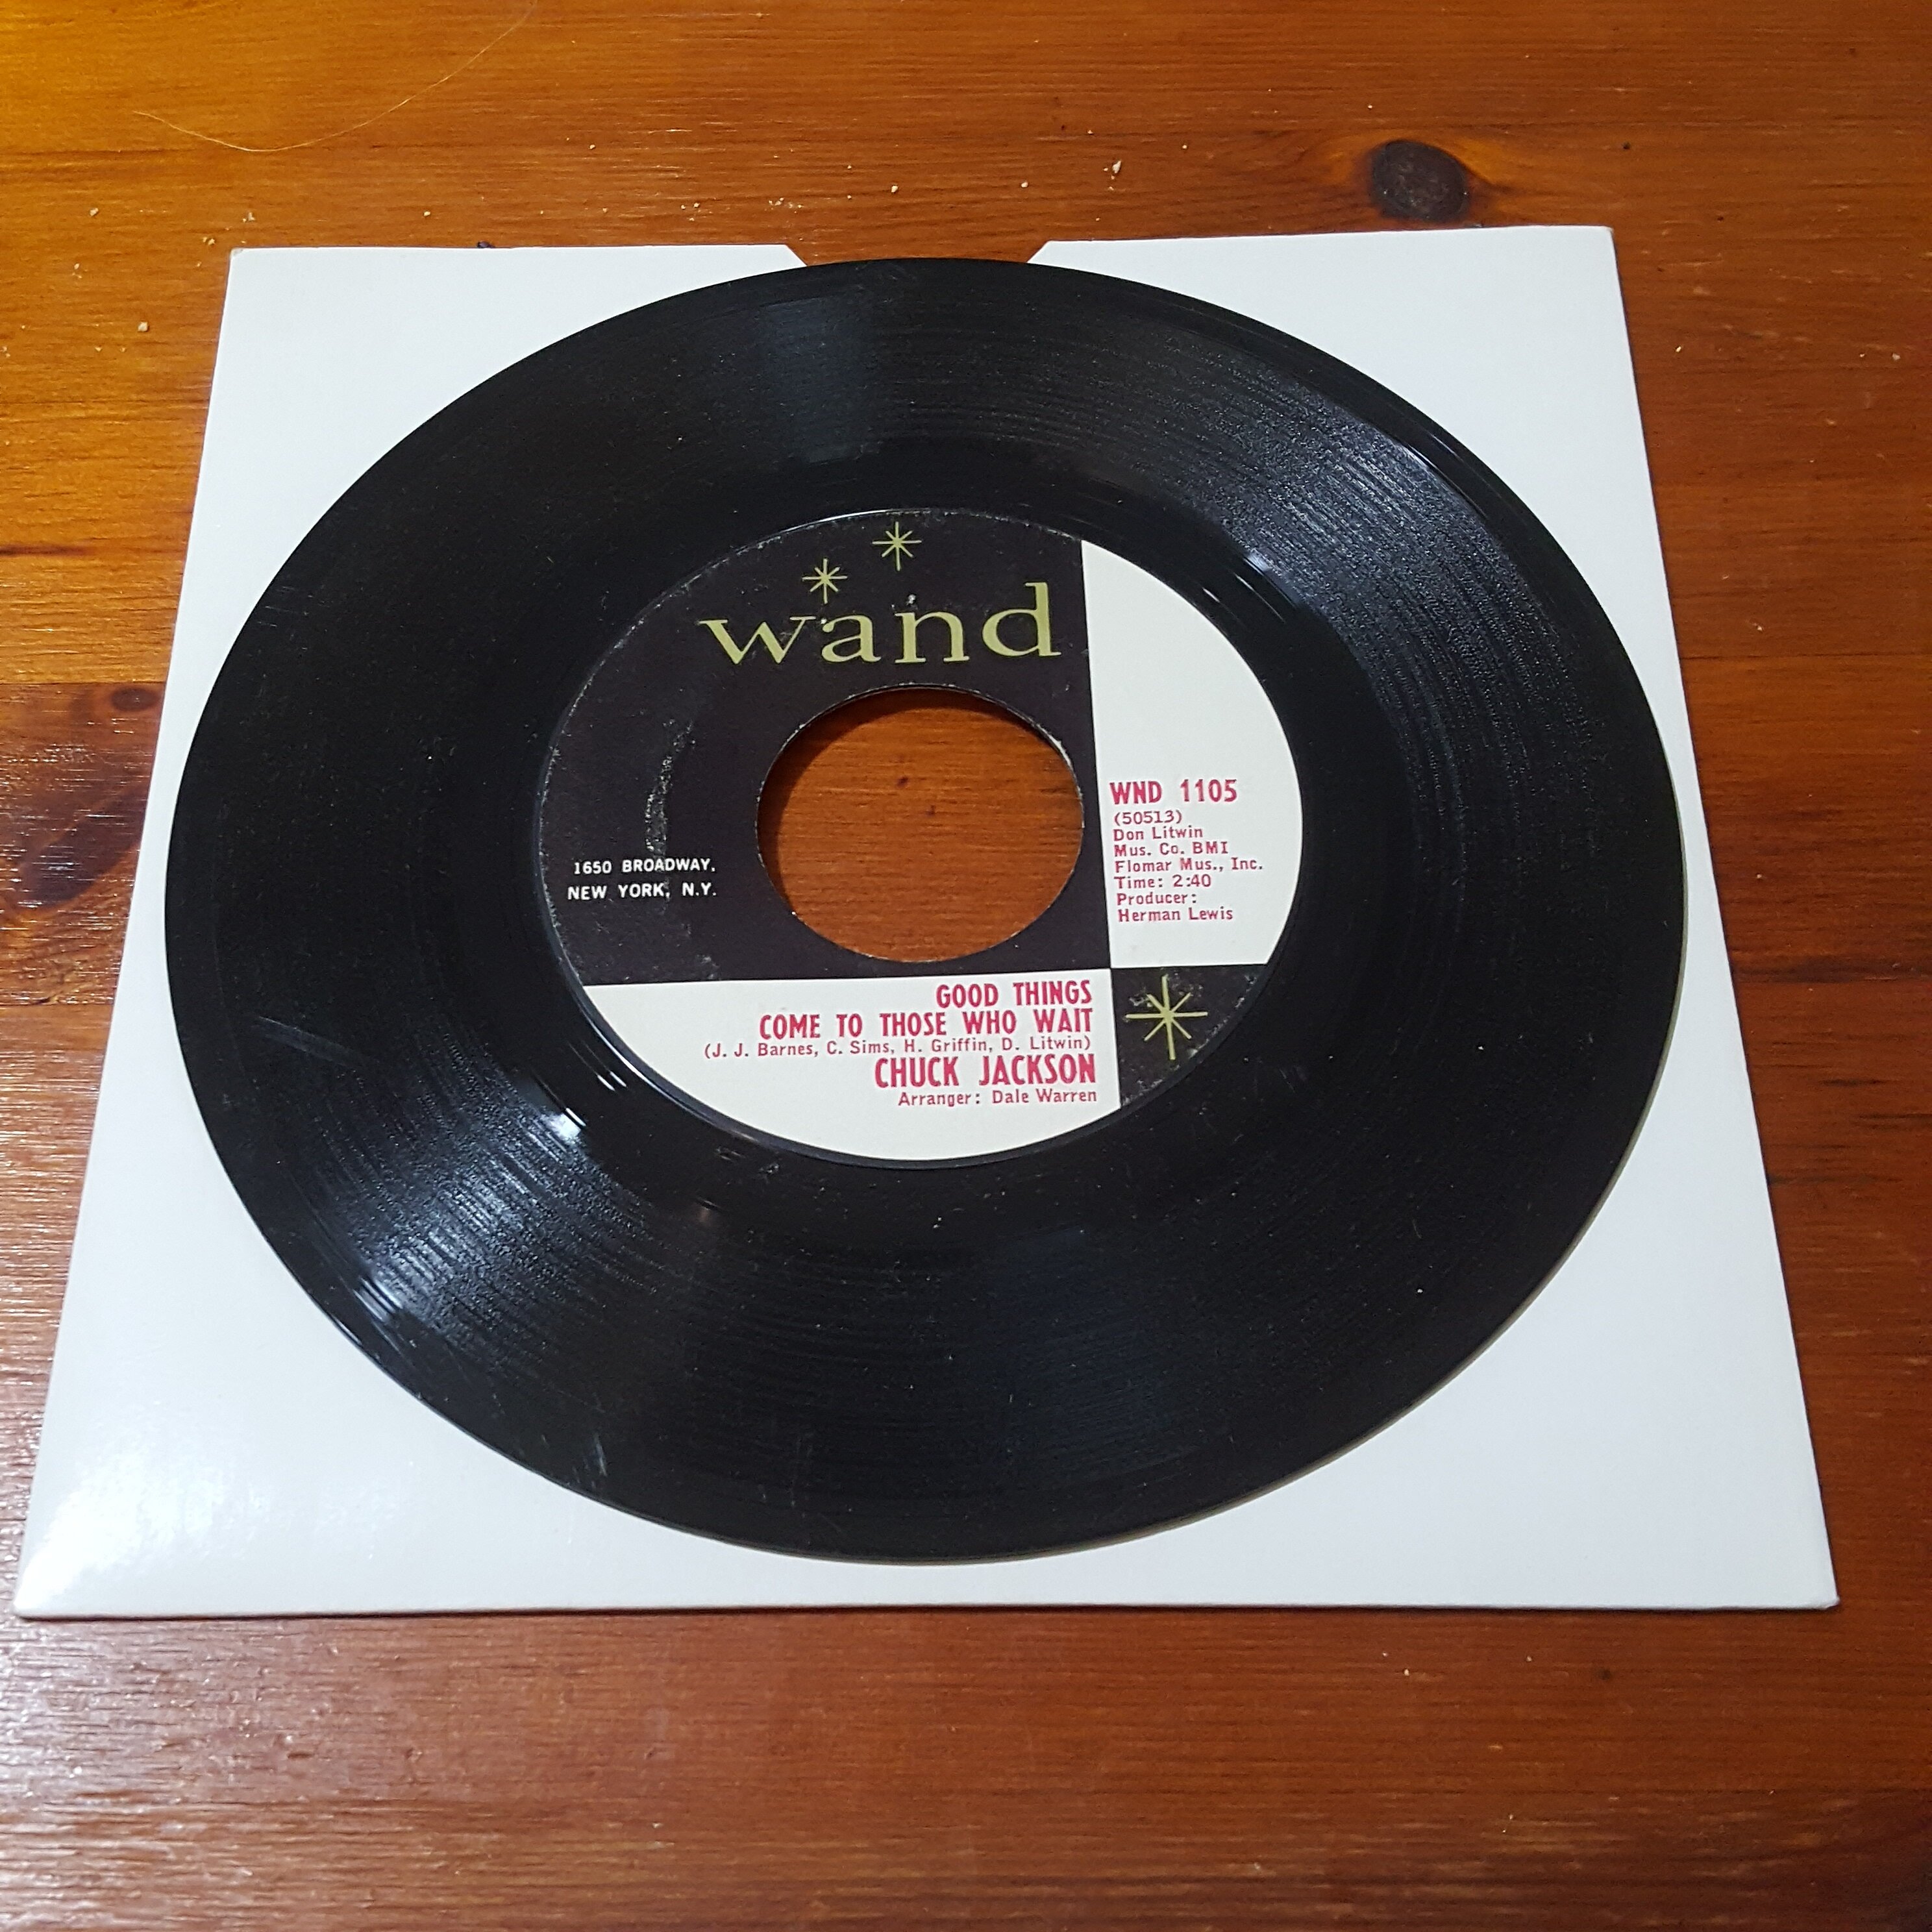 wand
1650 BROADWAY,
NEW YORK, N.Y.
WND 1105
(50513)
Don Litwin
Mus. Co. BMI
Flomar Mus., Inc.
Time: 2:40
Producer:
Herman Lewis
GOOD THINGS
COME TO THOSE WHO WAIT
(J. J. Barnes, C. Sims, H. Griffin, D. Litwin)
CHUCK JACKSON
Arranger: Dale Warren